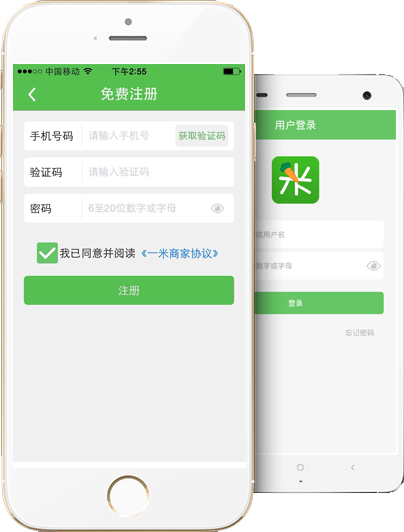 中国移动
下午2:55
免费注册
手机号码 请输入手机号 获取验证码
验证码 请输入验证码
密码 6至20位数字或字母
我已同意并阅读 《一米商家协议》
注册
用户登录
米
或用户名
数字或字母
登录
忘记密码